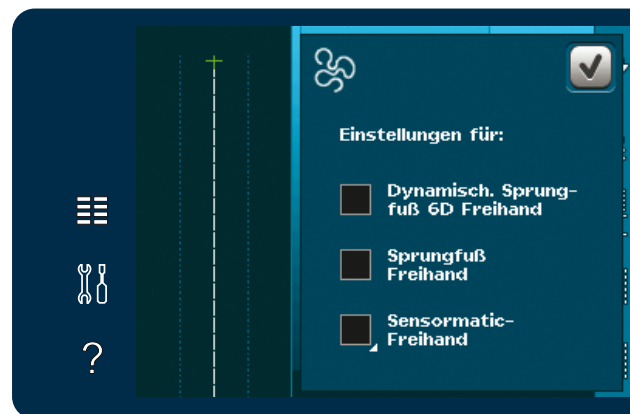 Einstellungen für:
Dynamisch. Sprung-
fuß 6D Freihand
Sprungfuß
Freihand
Sensormatic-
Freihand
?